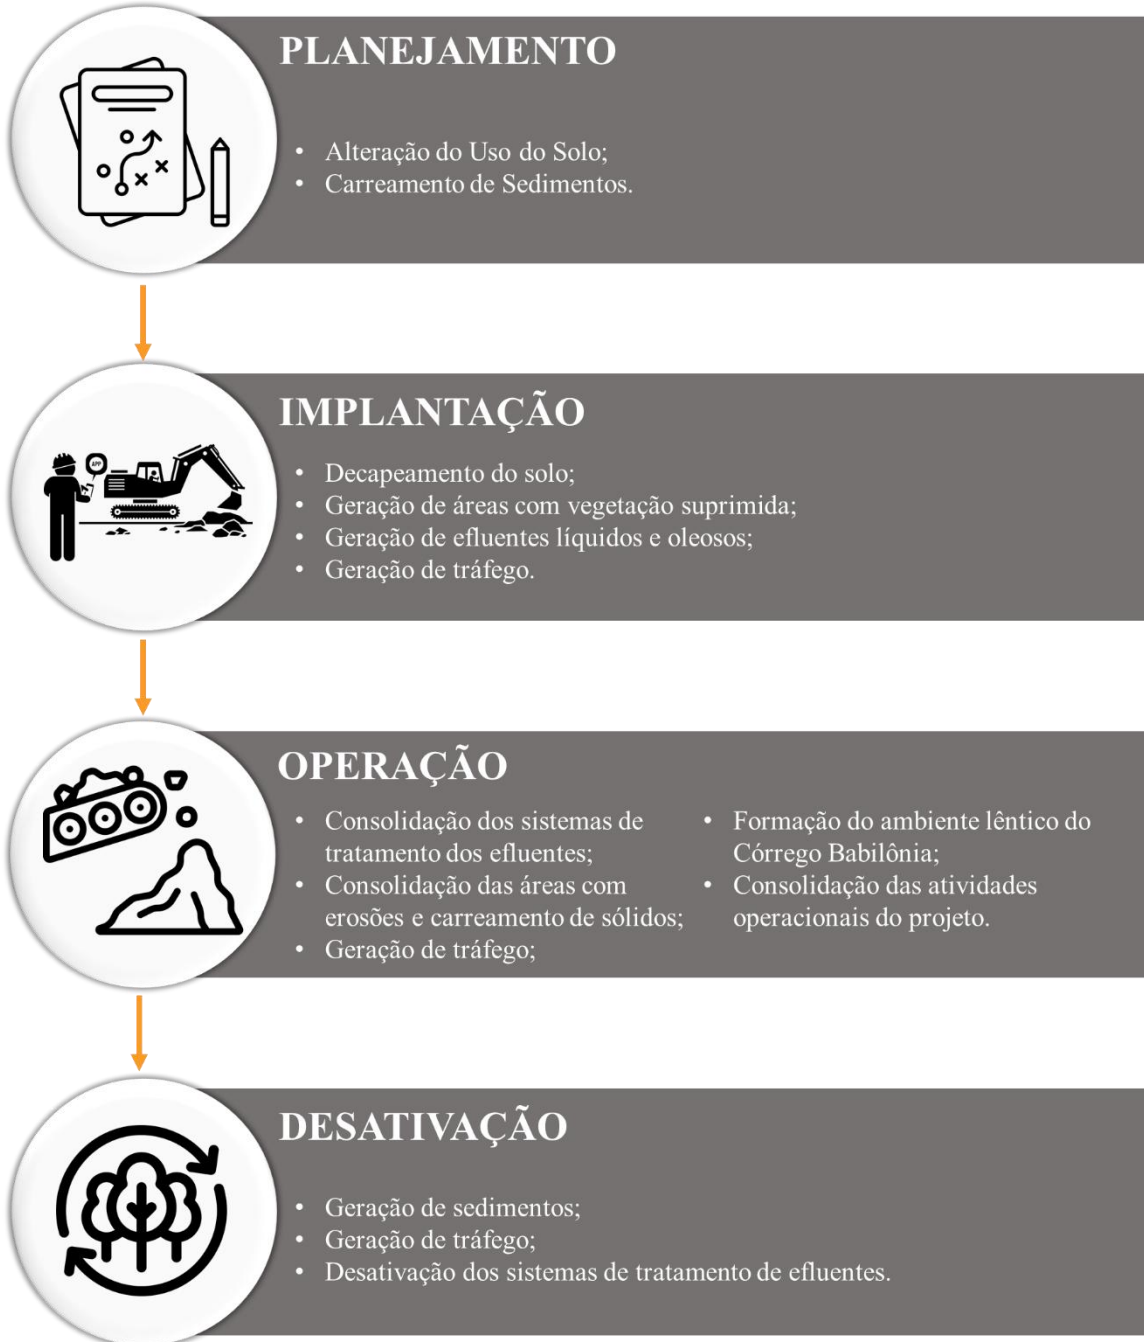 PLANEJAMENTO
• Alteração do Uso do Solo;
• Carreamento de Sedimentos.
IMPLANTAÇÃO
APP
• Decapeamento do solo;
• Geração de áreas com vegetação suprimida;
• Geração de efluentes líquidos e oleosos;
• Geração de tráfego.
OPERAÇÃO
• Consolidação dos sistemas de
tratamento dos efluentes;
• Consolidação das áreas com
erosões e carreamento de sólidos;
• Geração de tráfego;
• Formação do ambiente lêntico do
Córrego Babilônia;
• Consolidação das atividades
operacionais do projeto.
DESATIVAÇÃO
• Geração de sedimentos;
• Geração de tráfego;
• Desativação dos sistemas de tratamento de efluentes.